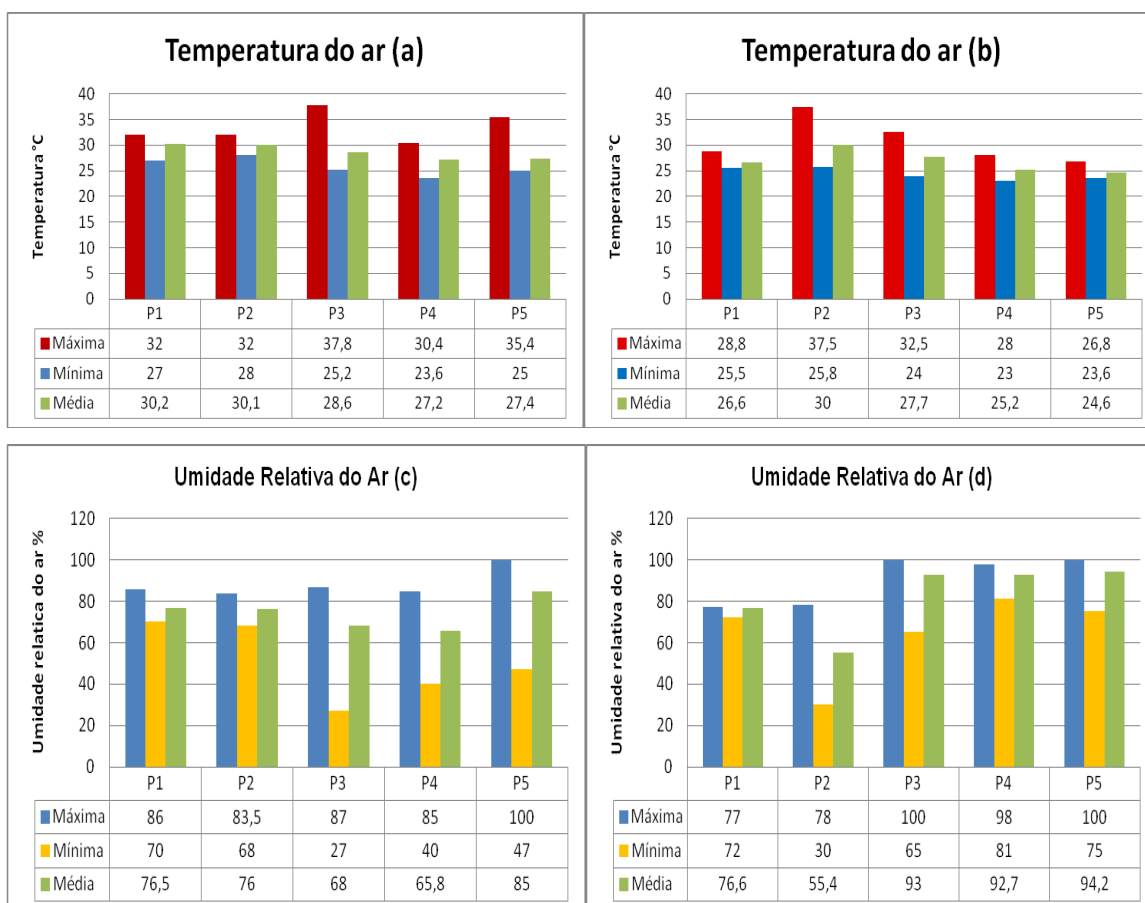 Temperatura do ar (a)
Temperatura °C
40
35
30
25
20
15
10
5
0
P1 P2 P3 P4 P5
Máxima 32 32 37,8 30,4 35,4
Mínima 27 28 25,2 23,6 25
Média 30,2 30,1 28,6 27,2 27,4
Temperatura do ar (b)
Temperatura °C
40
35
30
25
20
15
10
5
0
P1 P2 P3 P4 P5
Máxima 28,8 37,5 32,5 28 26,8
Mínima 25,5 25,8 24 23 23,6
Média 26,6 30 27,7 25,2 24,6
Umidade Relativa do Ar (c)
Umidade relatica do ar %
120
100
80
60
40
20
0
P1 P2 P3 P4 P5
Máxima 86 83,5 87 85 100
Mínima 70 68 27 40 47
Média 76,5 76 68 65,8 85
Umidade Relativa do Ar (d)
Umidade relativa do ar %
120
100
80
60
40
20
0
P1 P2 P3 P4 P5
Máxima 77 78 100 98 100
Mínima 72 30 65 81 75
Média 76,6 55,4 93 92,7 94,2